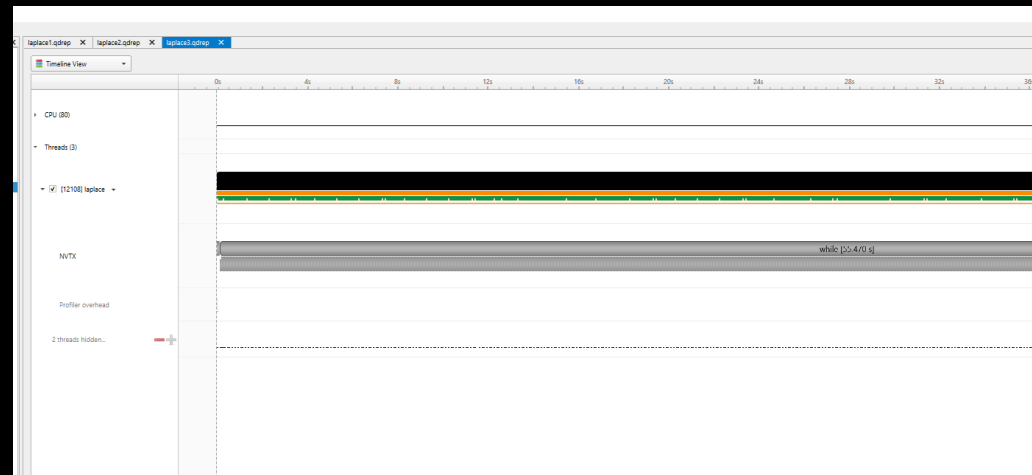 laplace1.qdrep laplace2.qdrep laplace3.qdrep
Timeline View
0s 4s 8s 12s 16s 20s 24s 28s 32s 36s
CPU (80)
Threads (3)
[12108] laplace
NVTX
while [55.470 s]
Profiler overhead
2 threads hidden...